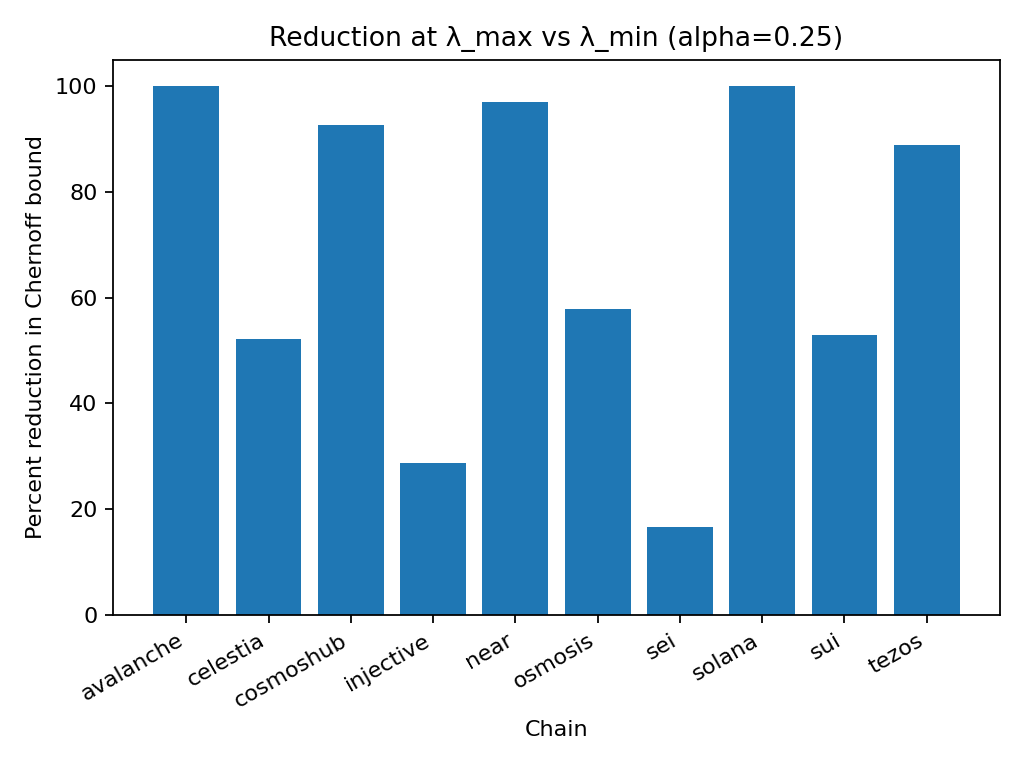 Reduction at λ_max vs λ_min (alpha=0.25)
Percent reduction in Chernoff bound
100
80
60
40
20
0
avalanche
celestia
cosmoshub
injective
near
osmosis
sei
solana
sui
tezos
Chain